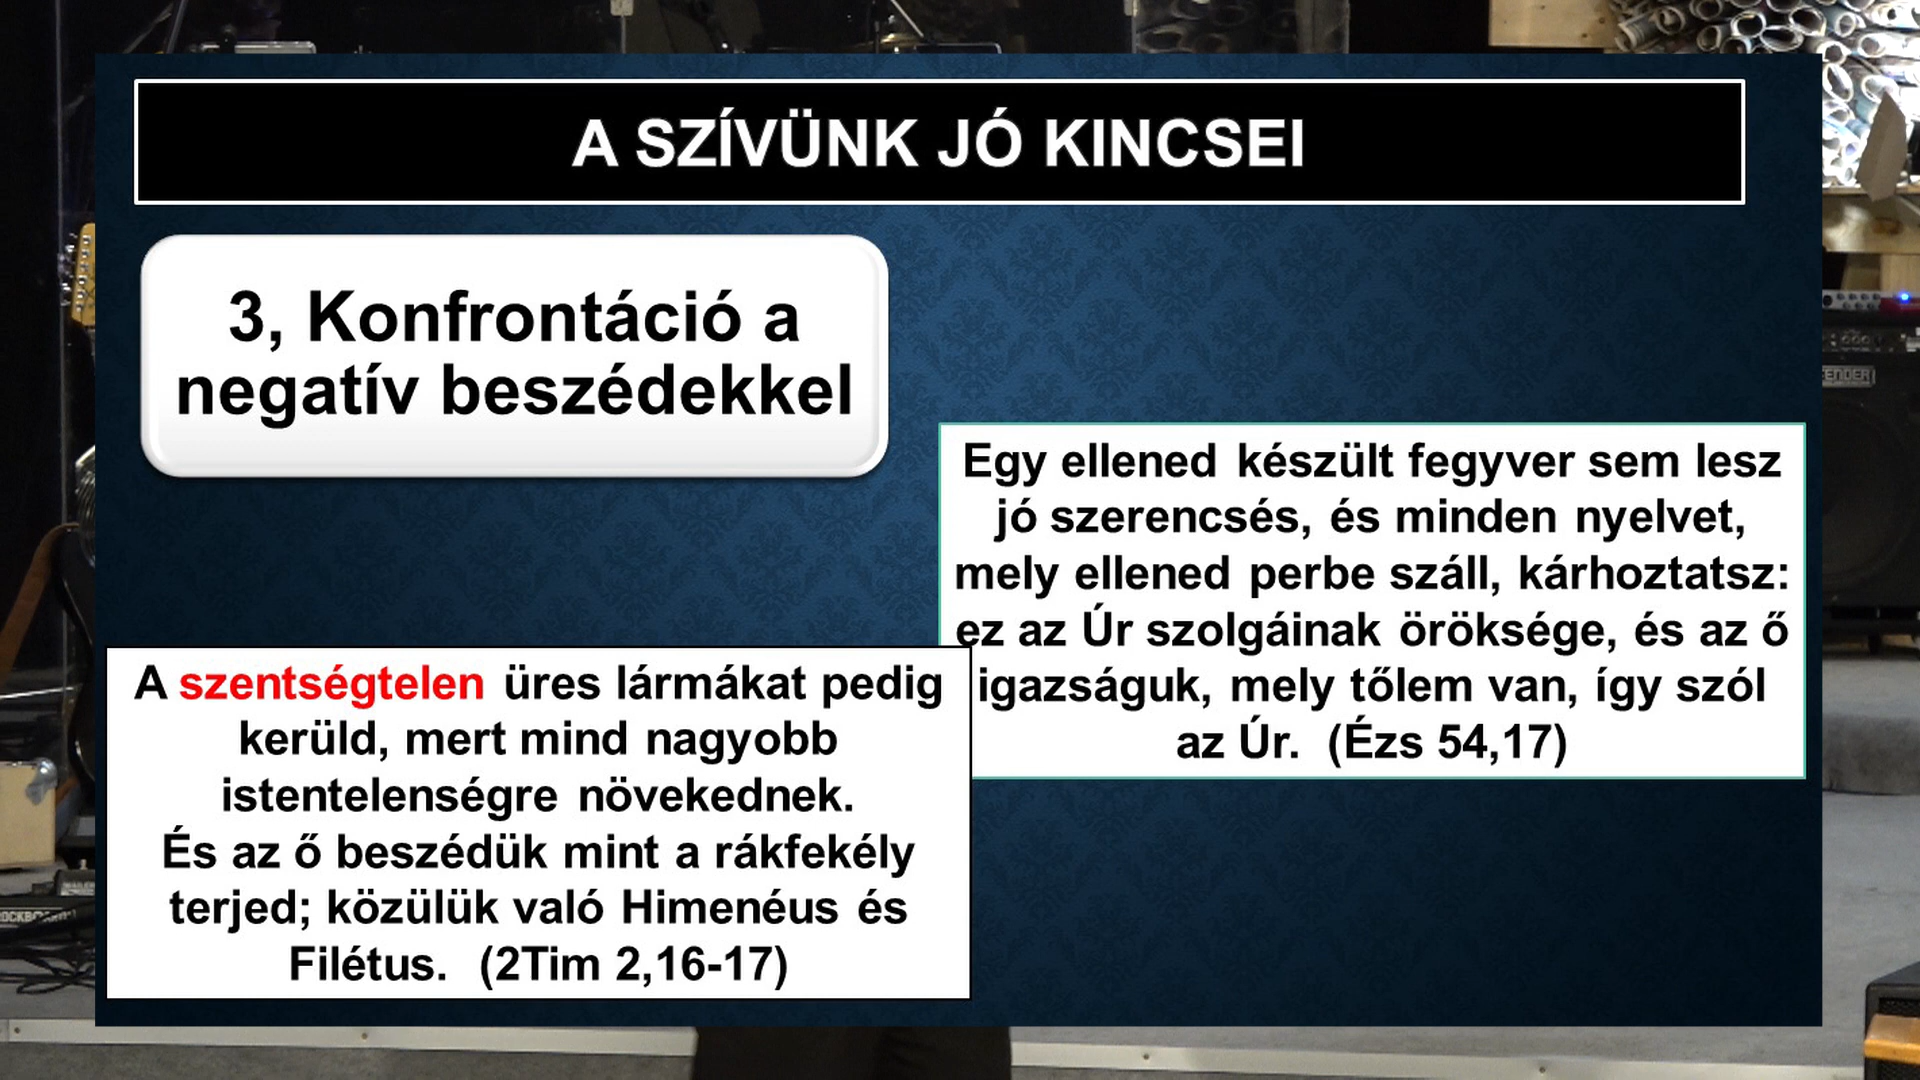 A SZÍVÜNK JÓ KINCSEI
3, Konfrontáció a
negatív beszédekkel
Egy ellened készült fegyver sem lesz
jó szerencsés, és minden nyelvet,
mely ellened perbe száll, kárhoztatsz:
ez az Úr szolgáinak öröksége, és az ő
igazságuk, mely tőlem van, így szól
az Úr. (Ézs 54,17)
A szentségtelen üres lármákat pedig
kerüld, mert mind nagyobb
istentelenségre növekednek.
És az ő beszédük mint a rákfekély
terjed; közülük való Himenéus és
Filétus. (2Tim 2,16-17)
FENDER